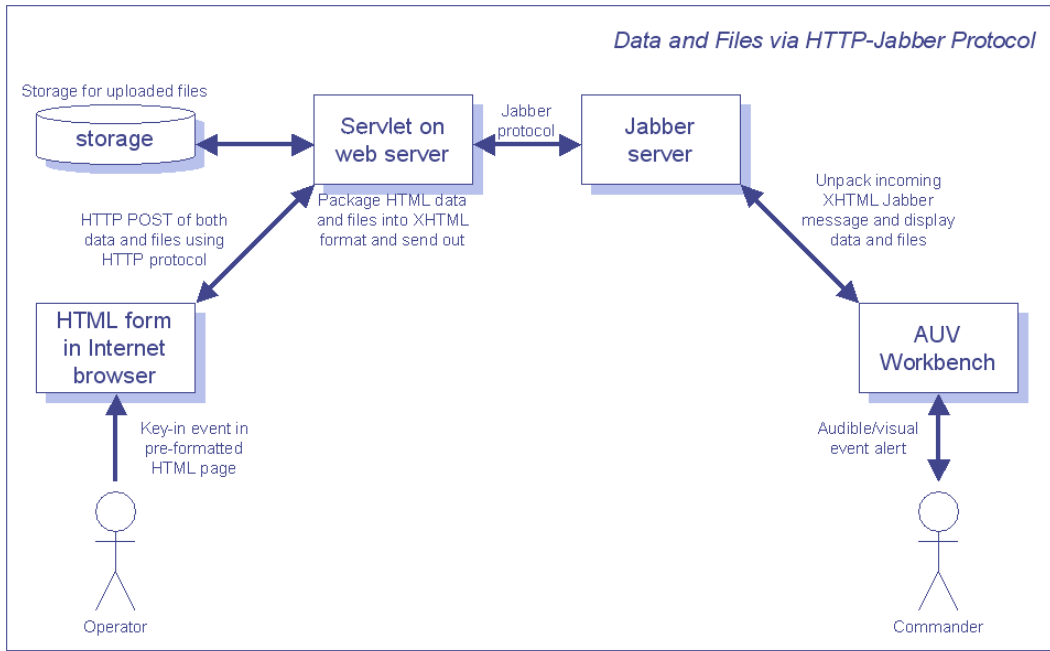 Data and Files via HTTP-Jabber Protocol
Storage for uploaded files
storage
Servlet on
web server
Jabber
protocol
Jabber
server
HTTP POST of both
data and files using
HTTP protocol
Package HTML data
and files into XHTML
format and send out
Unpack incoming
XHTML Jabber
message and display
data and files
HTML form
in Internet
browser
AUV
Workbench
Key-in event in
pre-formatted
HTML page
Audible/visual
event alert
Operator
Commander